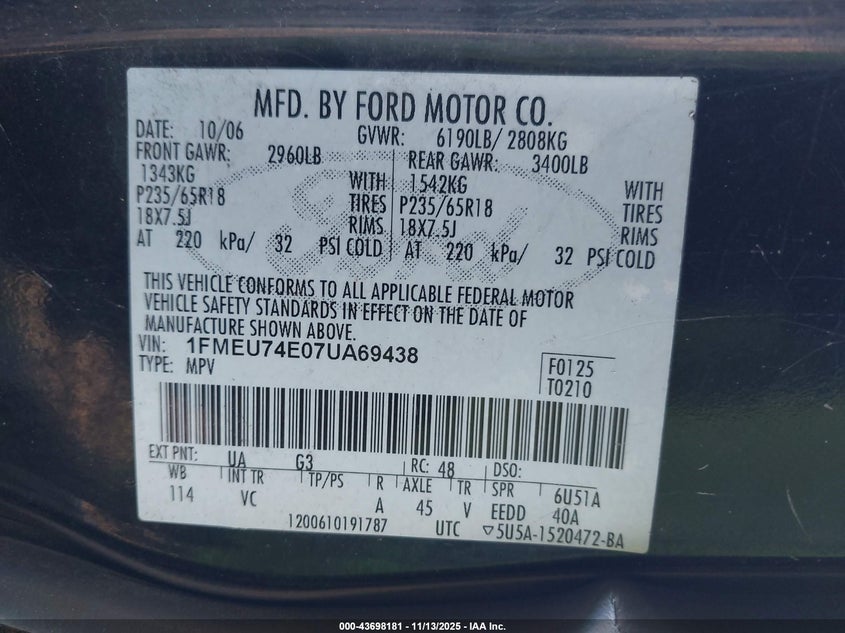 MFD. BY FORD MOTOR CO.
DATE: 10/06 GVWR: 6190LB/ 2808KG
FRONT GAWR: 2960LB REAR GAWR: 3400LB
1343KG WITH 1542KG WITH
P235/65R18 TIRES P235/65R18 TIRES
18X7.5J RIMS 18X7.5J RIMS
AT 220 kPa/ 32 PSI COLD AT 220 kPa/ 32 PSI COLD
Ford
THIS VEHICLE CONFORMS TO ALL APPLICABLE FEDERAL MOTOR
VEHICLE SAFETY STANDARDS IN EFFECT ON THE DATE OF
MANUFACTURE SHOWN ABOVE.
VIN: 1FMEU74E07UA69438
TYPE: MPV
F0125
T0210
EXT PNT: UA G3 RC: 48 DSO:
WB INT TR TP/PS R AXLE TR SPR 6U51A
114 VC A 45 V EEDD 40A
1200610191787 UTC ▽5U5A-1520472-BA
000-43698181 - 11/13/2025 - IAA Inc.